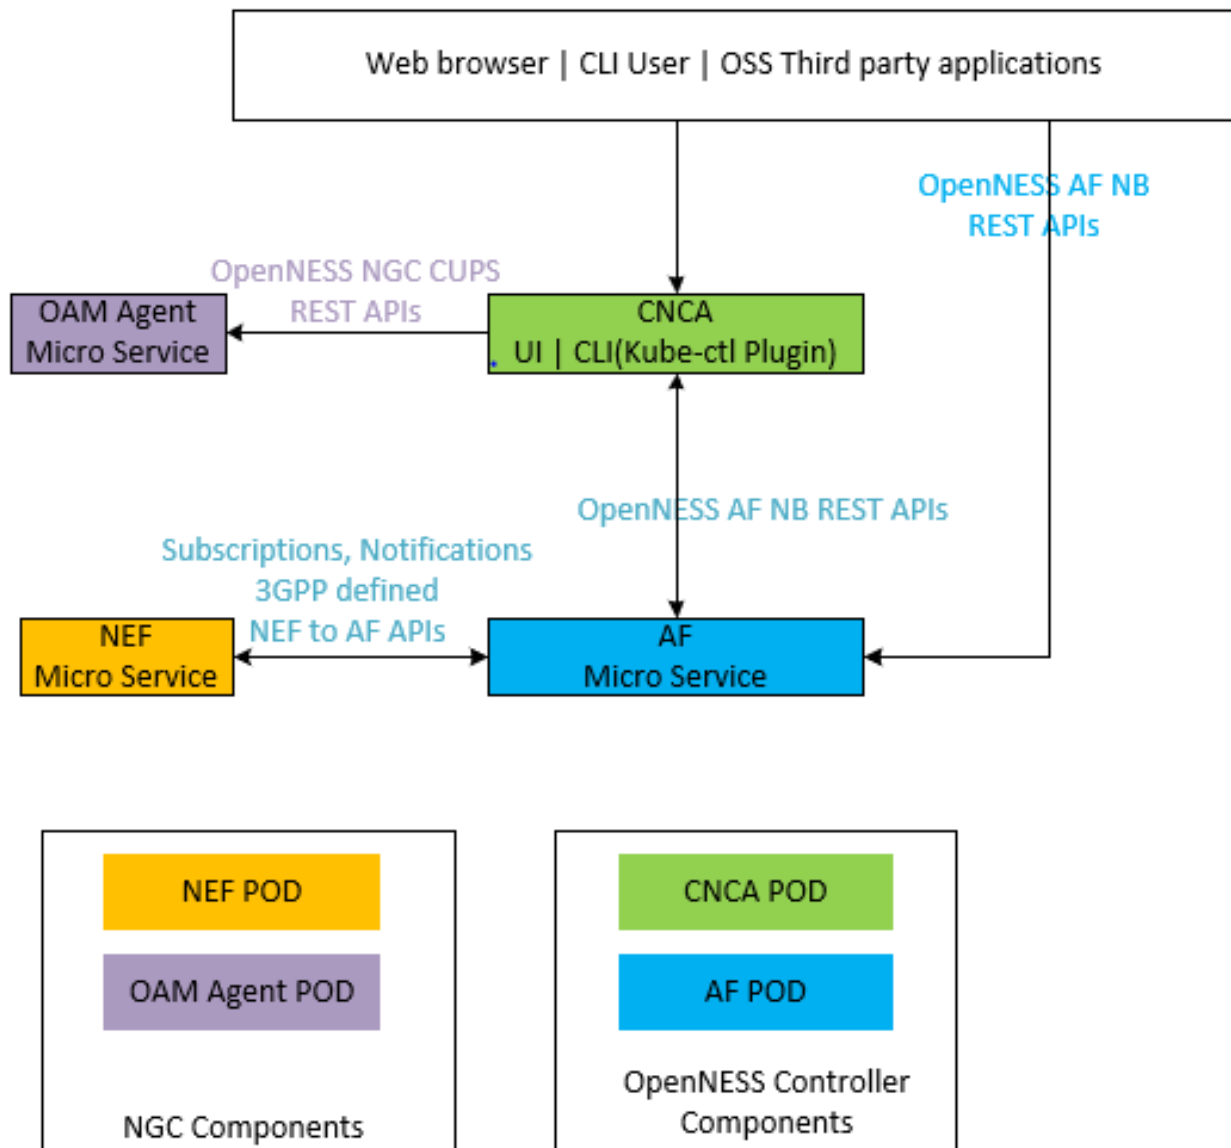 Web browser | CLI User | OSS Third party applications
OpenNESS AF NB
REST APIs
OpenNESS NGC CUPS
REST APIs
OAM Agent
Micro Service
CNCA
UI | CLI(Kube-ctl Plugin)
OpenNESS AF NB REST APIs
Subscriptions, Notifications
3GPP defined
NEF to AF APIs
NEF
Micro Service
AF
Micro Service
NEF POD
OAM Agent POD
NGC Components
CNCA POD
AF POD
OpenNESS Controller
Components